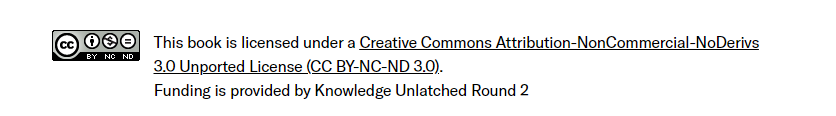 cc BY NC ND
This book is licensed under a Creative Commons Attribution-NonCommercial-NoDerivs
3.0 Unported License (CC BY-NC-ND 3.0).
Funding is provided by Knowledge Unlatched Round 2